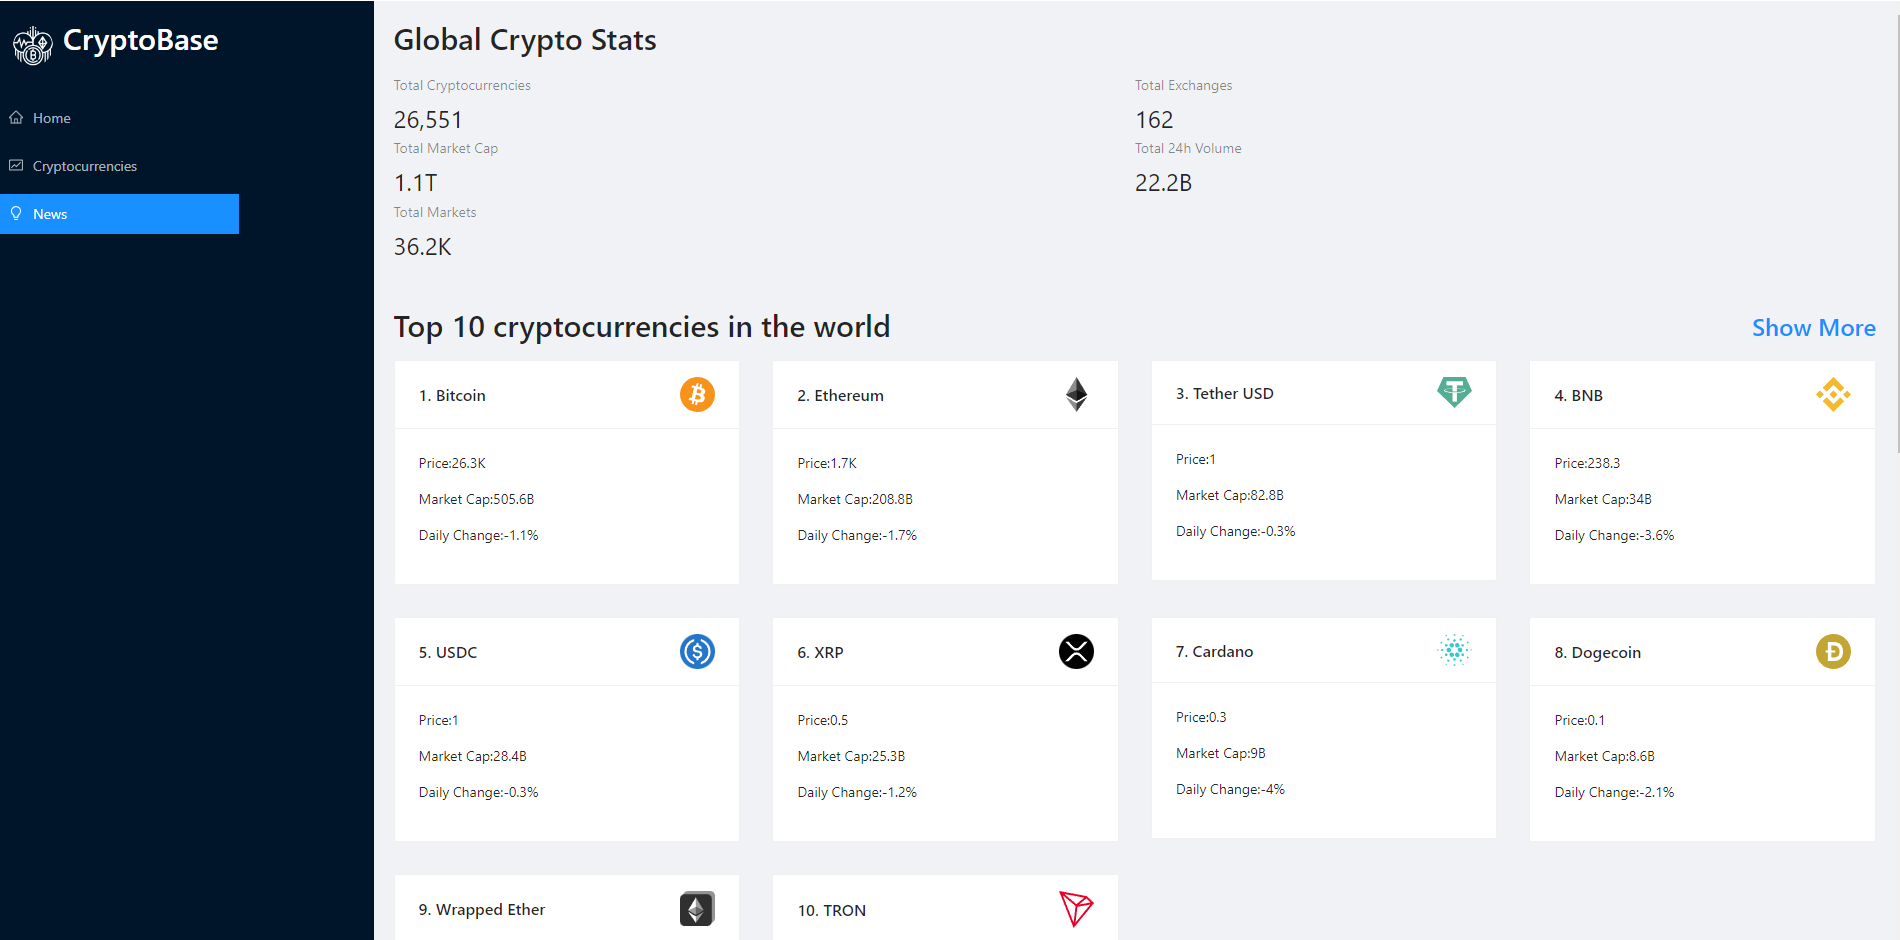 CryptoBase
Home
Cryptocurrencies
News
Global Crypto Stats
Total Cryptocurrencies
26,551
Total Exchanges
162
Total Market Cap
1.1T
Total 24h Volume
22.2B
Total Markets
36.2K
Top 10 cryptocurrencies in the world
Show More
1. Bitcoin
Price:26.3K
Market Cap:505.6B
Daily Change:-1.1%
2. Ethereum
Price:1.7K
Market Cap:208.8B
Daily Change:-1.7%
3. Tether USD
Price:1
Market Cap:82.8B
Daily Change:-0.3%
4. BNB
Price:238.3
Market Cap:34B
Daily Change:-3.6%
5. USDC
Price:1
Market Cap:28.4B
Daily Change:-0.3%
6. XRP
Price:0.5
Market Cap:25.3B
Daily Change:-1.2%
7. Cardano
Price:0.3
Market Cap:9B
Daily Change:-4%
8. Dogecoin
Price:0.1
Market Cap:8.6B
Daily Change:-2.1%
9. Wrapped Ether
10. TRON